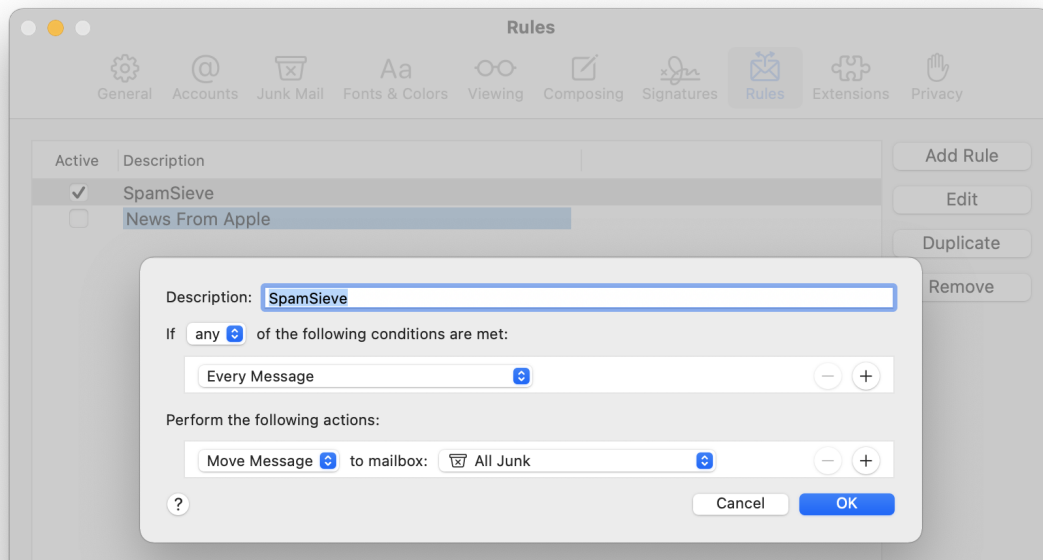 Rules
General Accounts Junk Mail Fonts & Colors Viewing Composing Signatures Rules Extensions Privacy
Active Description
Add Rule
SpamSieve
Edit
News From Apple
Duplicate
Remove
Description: SpamSieve
If any of the following conditions are met:
Every Message
Perform the following actions:
Move Message to mailbox: All Junk
? Cancel OK